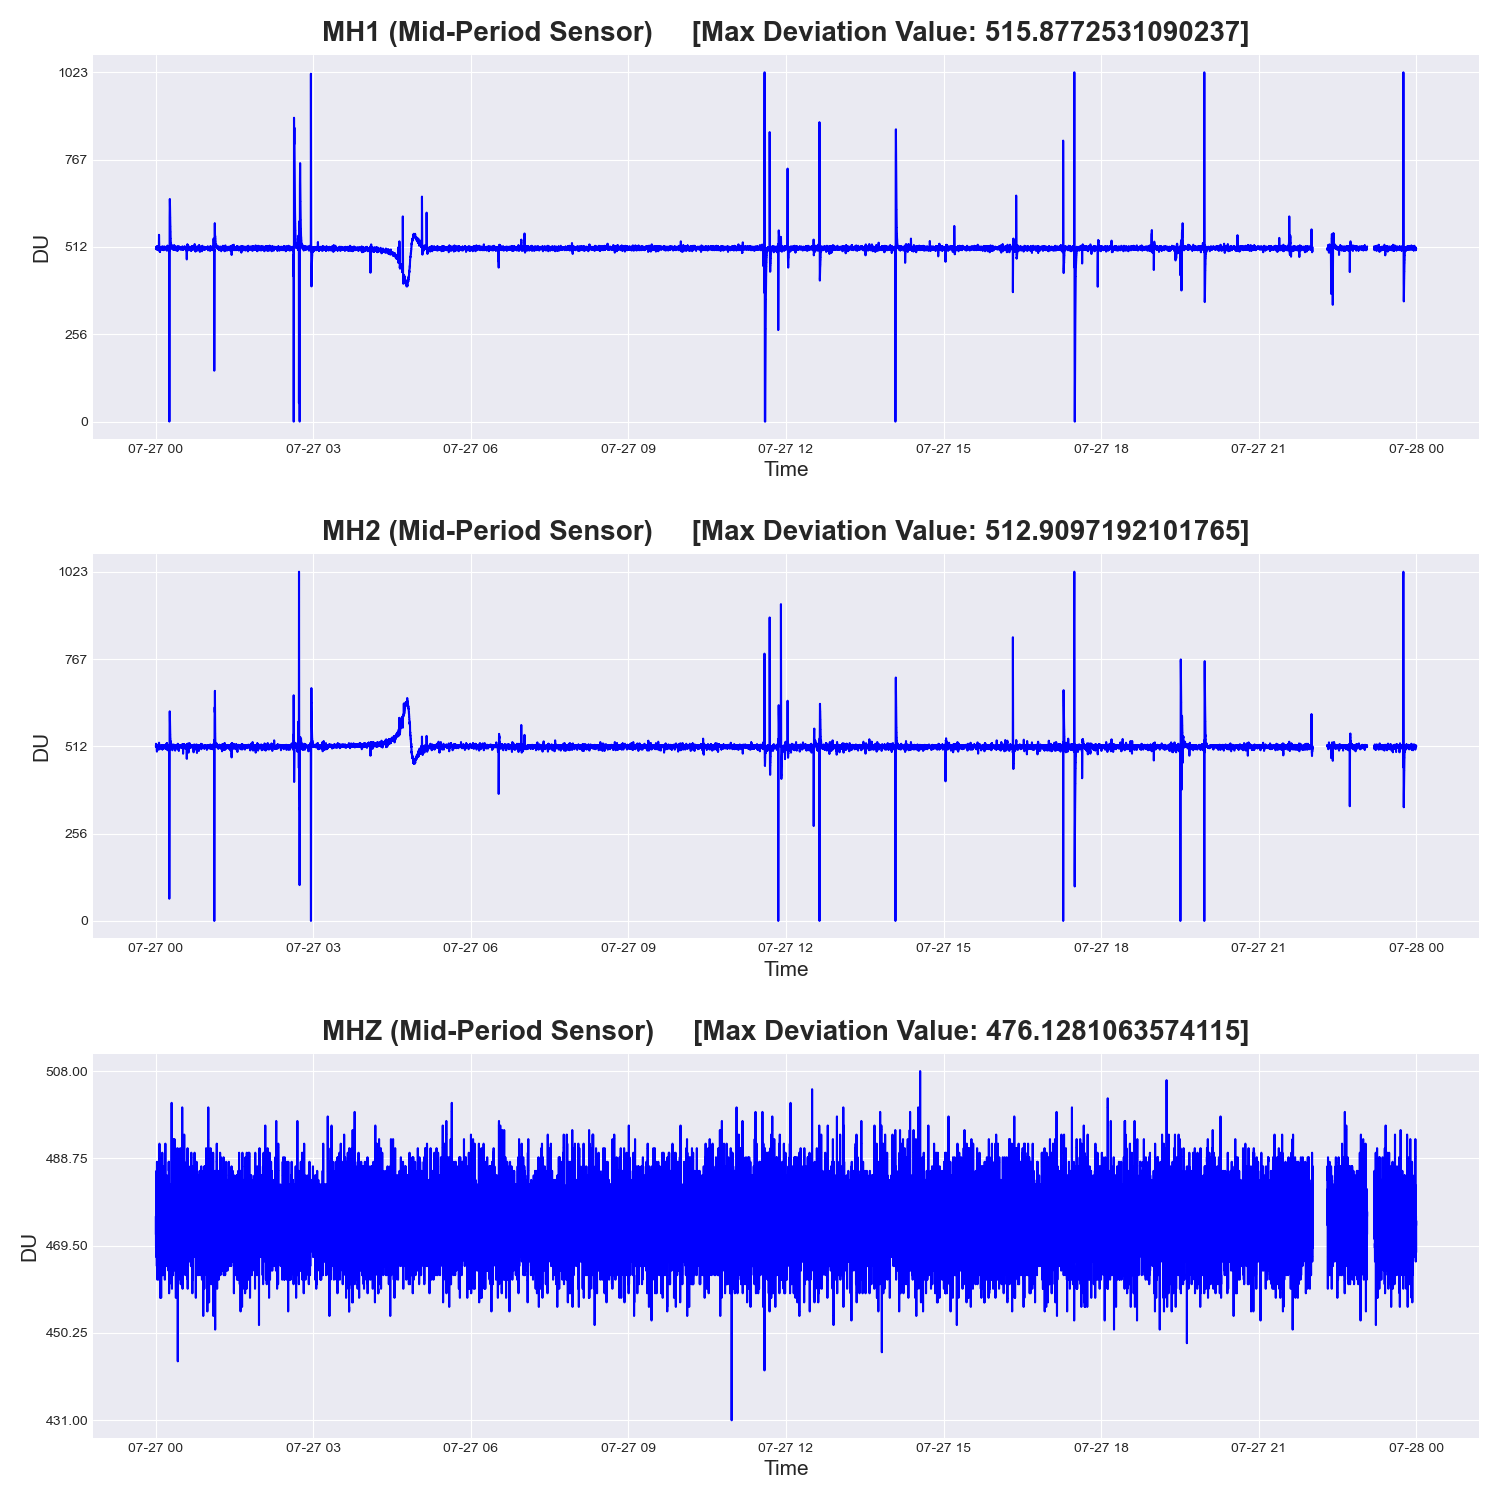 MH1 (Mid-Period Sensor) [Max Deviation Value: 515.8772531090237]
1023
767
512
256
0
DU
07-27 00 07-27 03 07-27 06 07-27 09 07-27 12 07-27 15 07-27 18 07-27 21 07-28 00
Time
MH2 (Mid-Period Sensor) [Max Deviation Value: 512.9097192101765]
1023
767
512
256
0
DU
07-27 00 07-27 03 07-27 06 07-27 09 07-27 12 07-27 15 07-27 18 07-27 21 07-28 00
Time
MHZ (Mid-Period Sensor) [Max Deviation Value: 476.1281063574115]
508.00
488.75
469.50
450.25
431.00
DU
07-27 00 07-27 03 07-27 06 07-27 09 07-27 12 07-27 15 07-27 18 07-27 21 07-28 00
Time